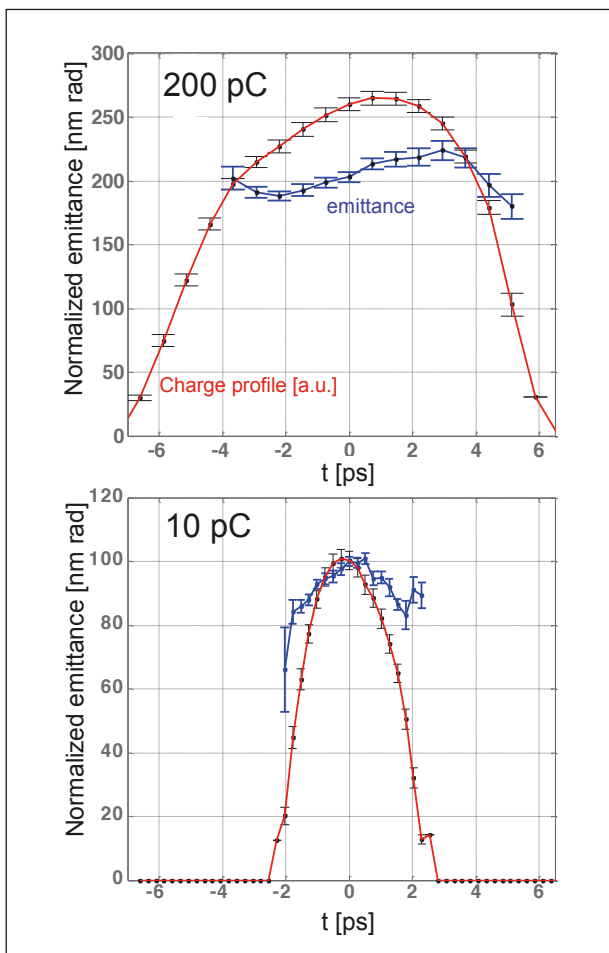 200 pC
Normalized emittance [nm rad]
300
250
200
150
100
50
0
emittance
Charge profile [a.u.]
-6 -4 -2 0 2 4 6
t [ps]
10 pC
Normalized emittance [nm rad]
120
100
80
60
40
20
0
-6 -4 -2 0 2 4 6
t [ps]